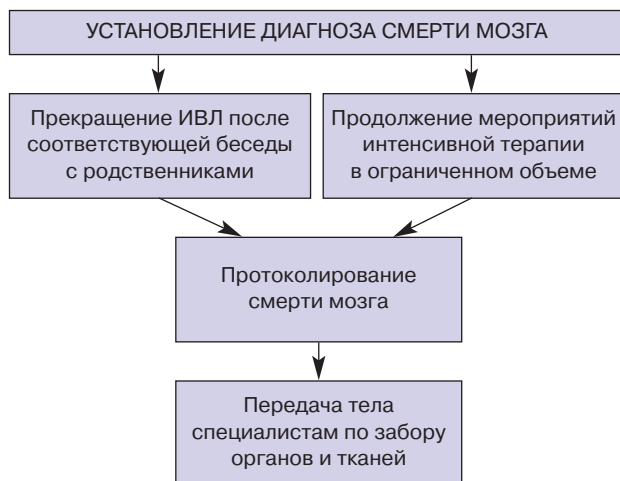 УСТАНОВЛЕНИЕ ДИАГНОЗА СМЕРТИ МОЗГА
Прекращение ИВЛ после
соответствующей беседы
с родственниками
Продолжение мероприятий
интенсивной терапии
в ограниченном объеме
Протоколирование
смерти мозга
Передача тела
специалистам по забору
органов и тканей